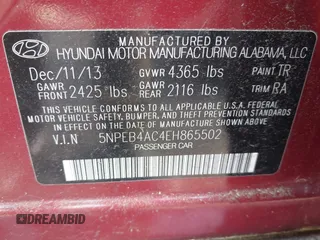 MANUFACTURED BY
HYUNDAI MOTOR MANUFACTURING ALABAMA, LLC
Dec/11/13 GVWR 4365 lbs PAINT TR
GAWR FRONT 2425 lbs GAWR REAR 2116 lbs TRIM RA
THIS VEHICLE CONFORMS TO ALL APPLICABLE U.S.
FEDERAL MOTOR VEHICLE SAFETY, BUMPER, AND THEFT PREVENTION
STANDARDS IN EFFECT ON THE DATE OF MANUFACTURE SHOWN ABOVE.
V.I.N 5NPEB4AC4EH865502
PASSENGER CAR
DREAMBID